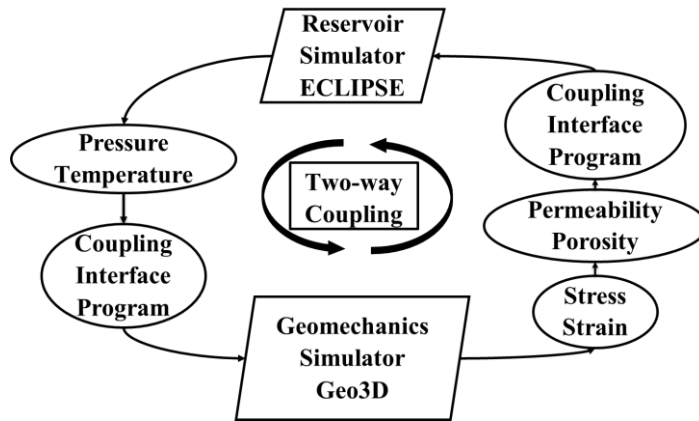 Reservoir
Simulator
ECLIPSE
Pressure
Temperature
Coupling
Interface
Program
Geomechanics
Simulator
Geo3D
Stress
Strain
Permeability
Porosity
Coupling
Interface
Program
Two-way
Coupling